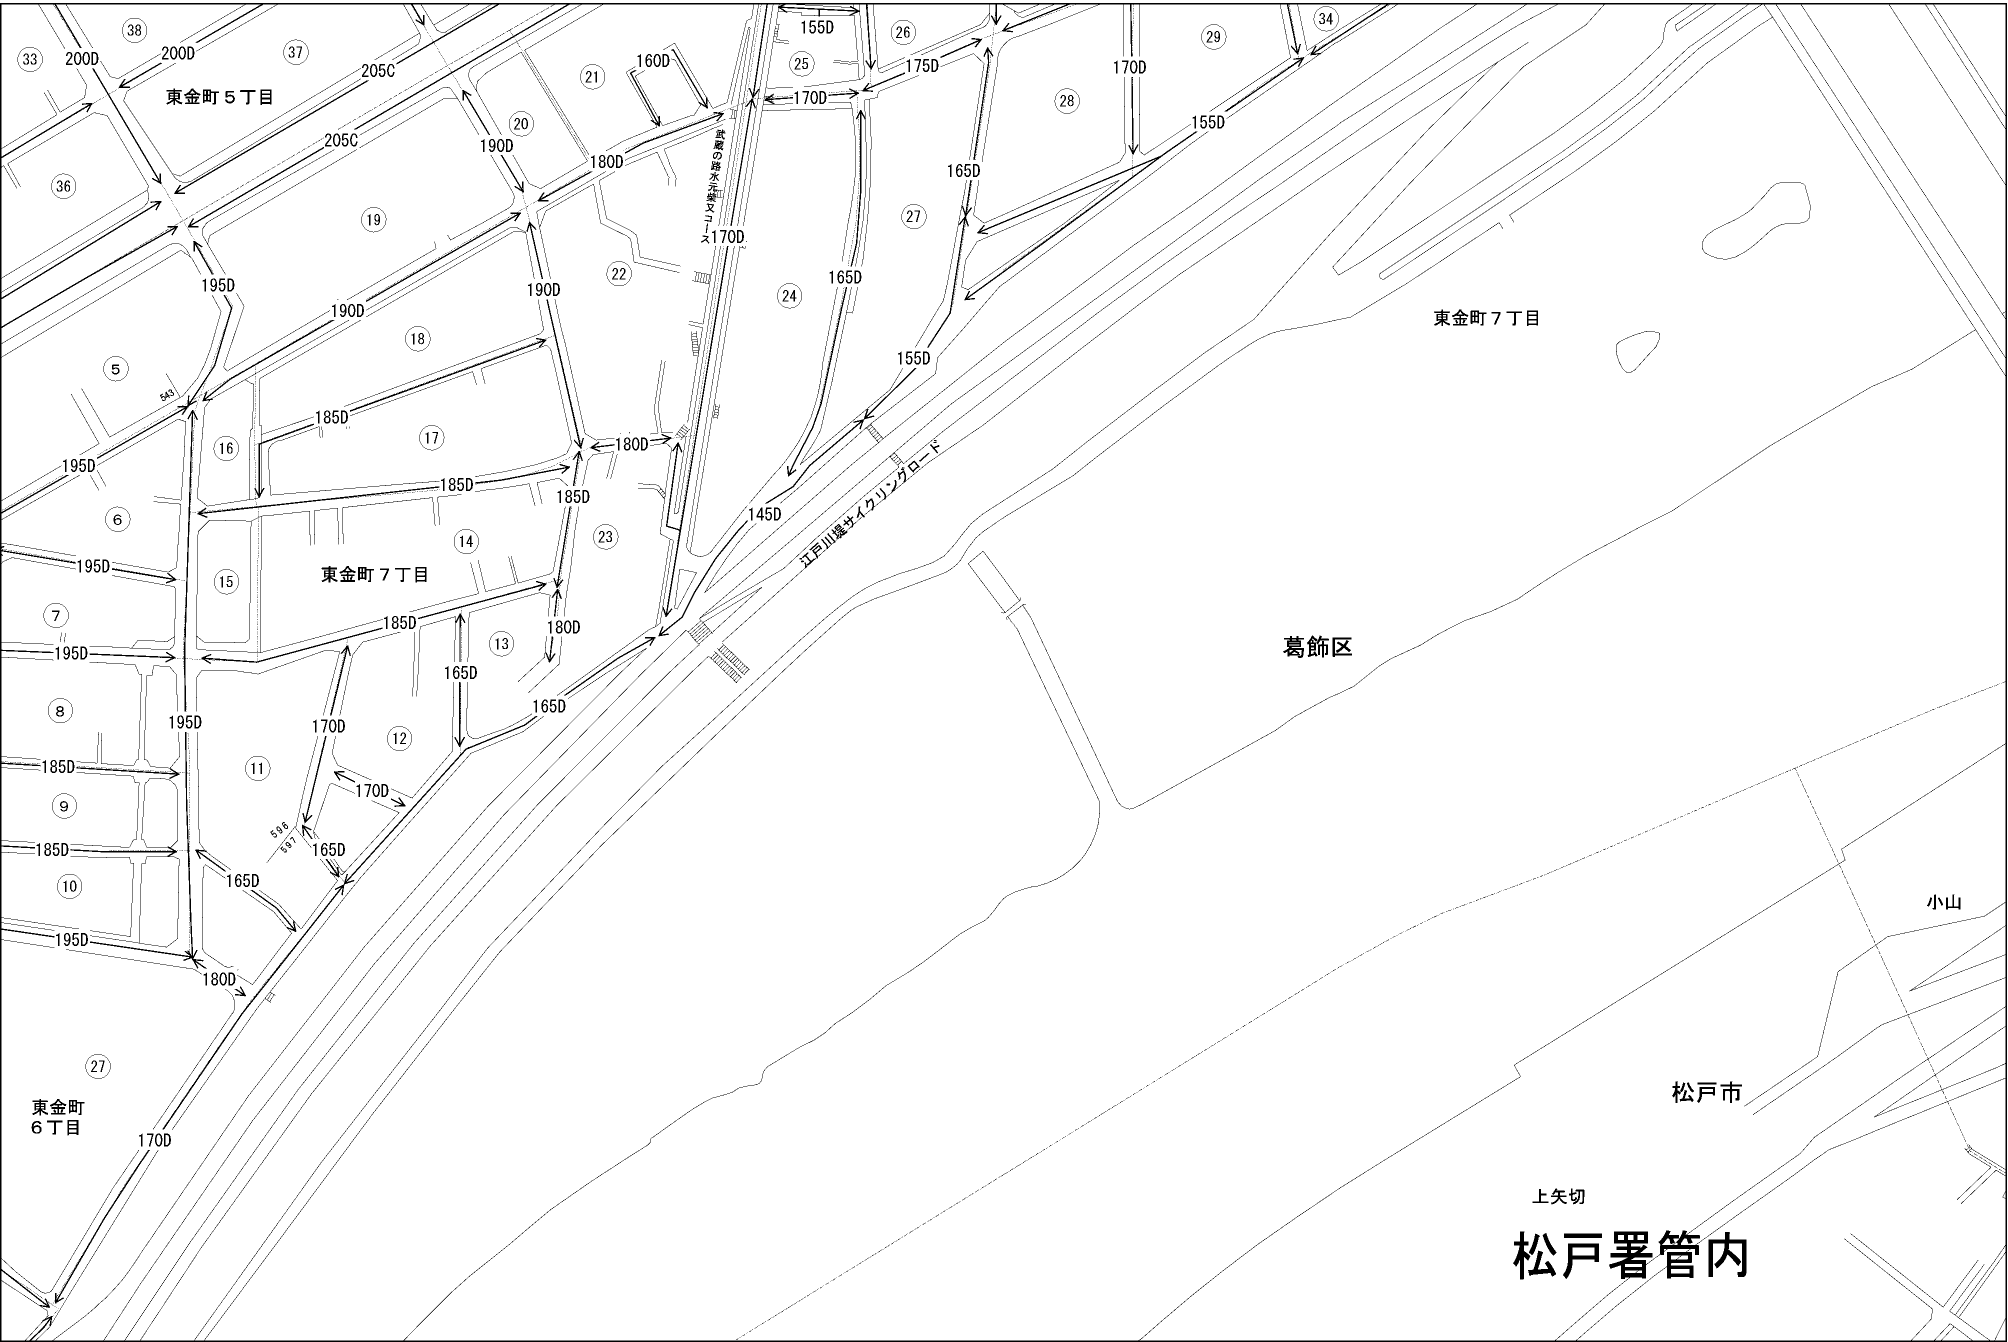 38
33
200D
200D
37
205C
東金町５丁目
205C
36
19
20
190D
21
160D
180D
155D
25
26
175D
170D
29
34
170D
28
155D
武蔵の路水元柴又コース
170D
22
165D
27
195D
190D
190D
24
165D
東金町７丁目
5
543
18
155D
185D
17
16
180D
195D
185D
185D
6
145D
江戸川堤サイクリングロード
23
14
195D
15
東金町７丁目
7
185D
180D
13
195D
葛飾区
165D
8
195D
170D
12
165D
185D
11
170D
9
596
597
185D
165D
165D
10
小山
195D
180D
27
東金町
６丁目
松戸市
170D
上矢切
松戸署管内